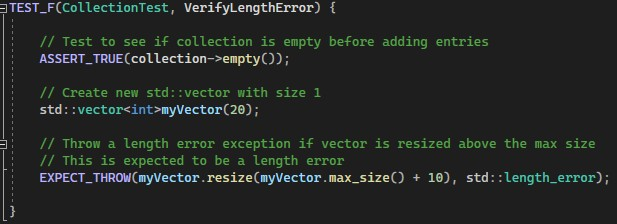 TEST_F(CollectionTest, VerifyLengthError) {
// Test to see if collection is empty before adding entries
ASSERT_TRUE(collection->empty());
// Create new std::vector with size 1
std::vector<int>myVector(20);
// Throw a length error exception if vector is resized above the max size
// This is expected to be a length error
EXPECT_THROW(myVector.resize(myVector.max_size() + 10), std::length_error);
}